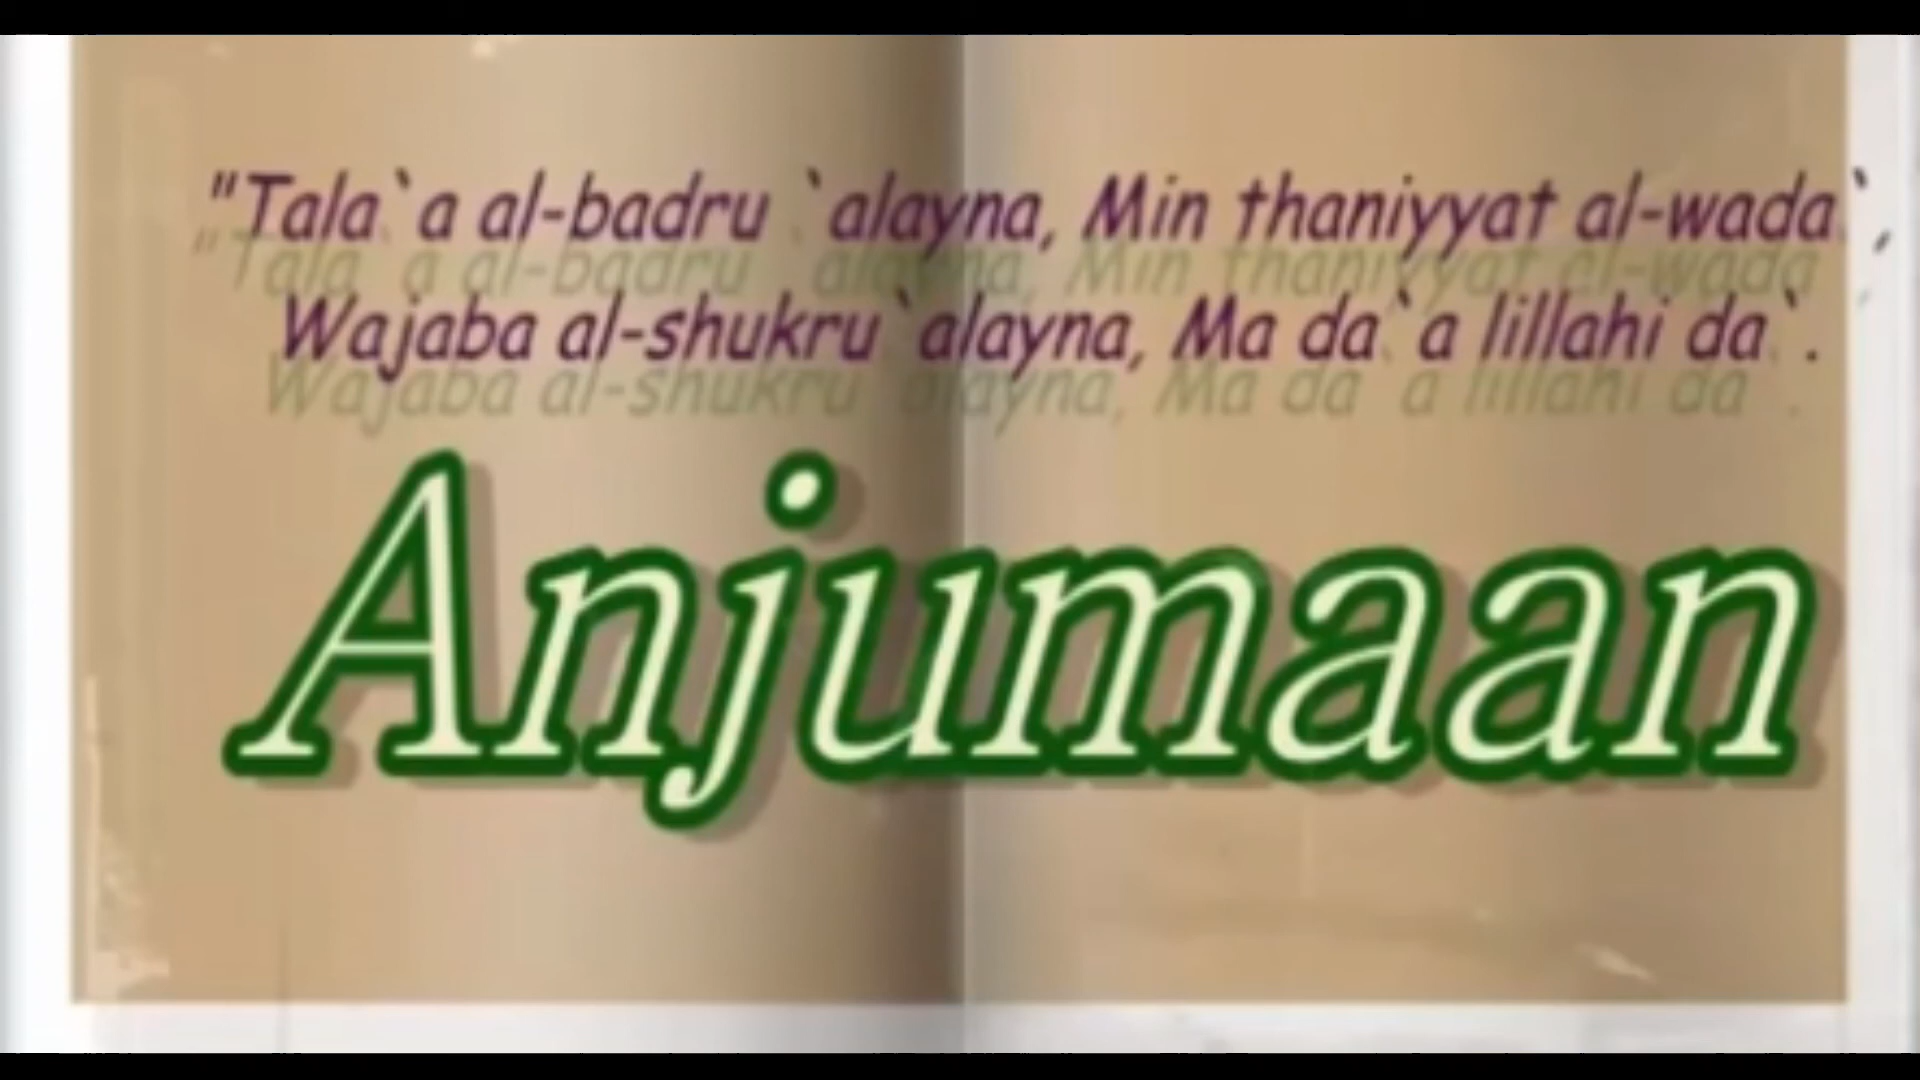 "Tala`a al-badru `alayna, Min thaniyyat al-wada`,
Wajaba al-shukru `alayna, Ma da`a lillahi da`.
Anjumaan